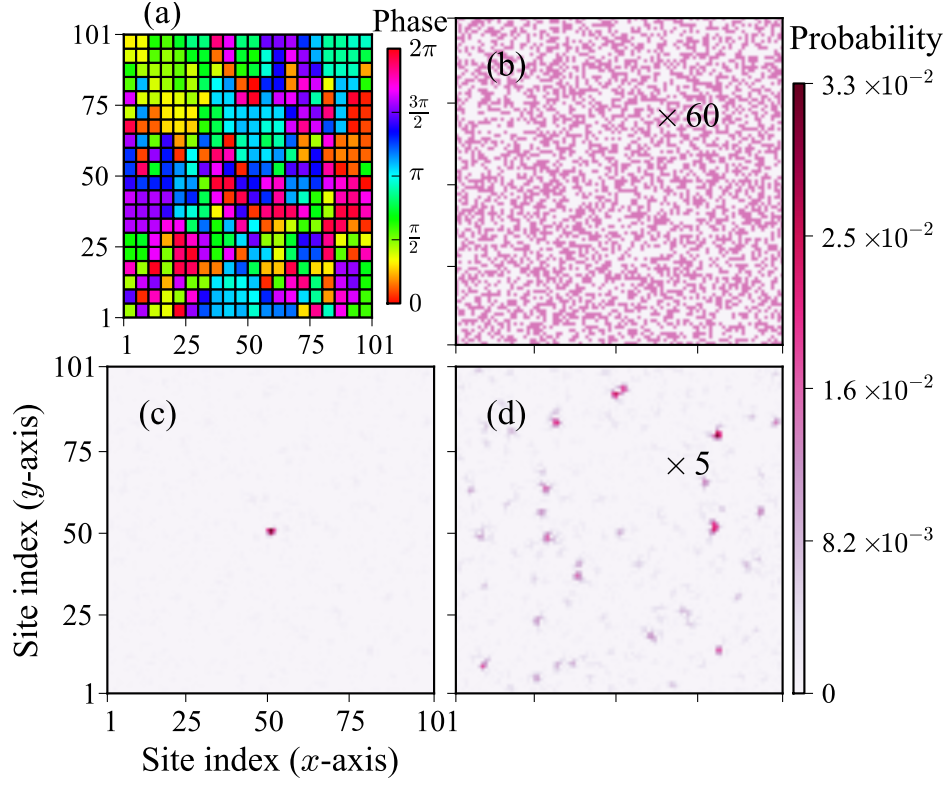 (a)
Phase
101
75
50
25
1
1 25 50 75 101
2π
3π/2
π
π/2
0
(b)
× 60
Probability
3.3 ×10⁻²
2.5 ×10⁻²
1.6 ×10⁻²
8.2 ×10⁻³
0
(c)
101
75
50
25
1
1 25 50 75 101
Site index (y-axis)
Site index (x-axis)
(d)
× 5